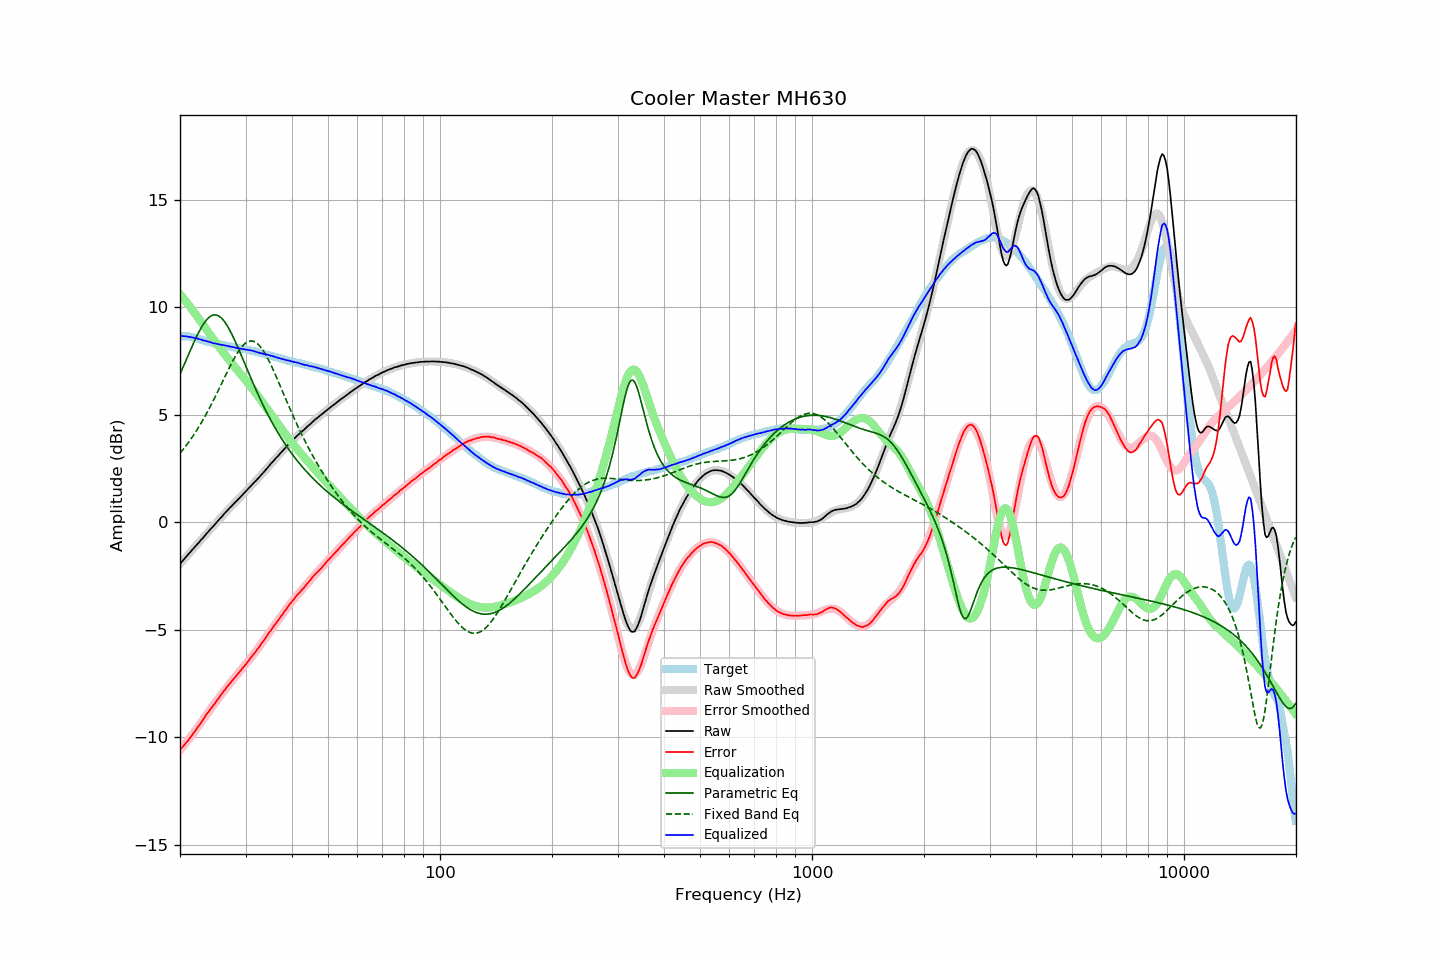 Cooler Master MH630
Amplitude (dBr)
15
10
5
0
−5
−10
−15
Target
Raw Smoothed
Error Smoothed
Raw
Error
Equalization
Parametric Eq
Fixed Band Eq
Equalized
100
1000
10000
Frequency (Hz)